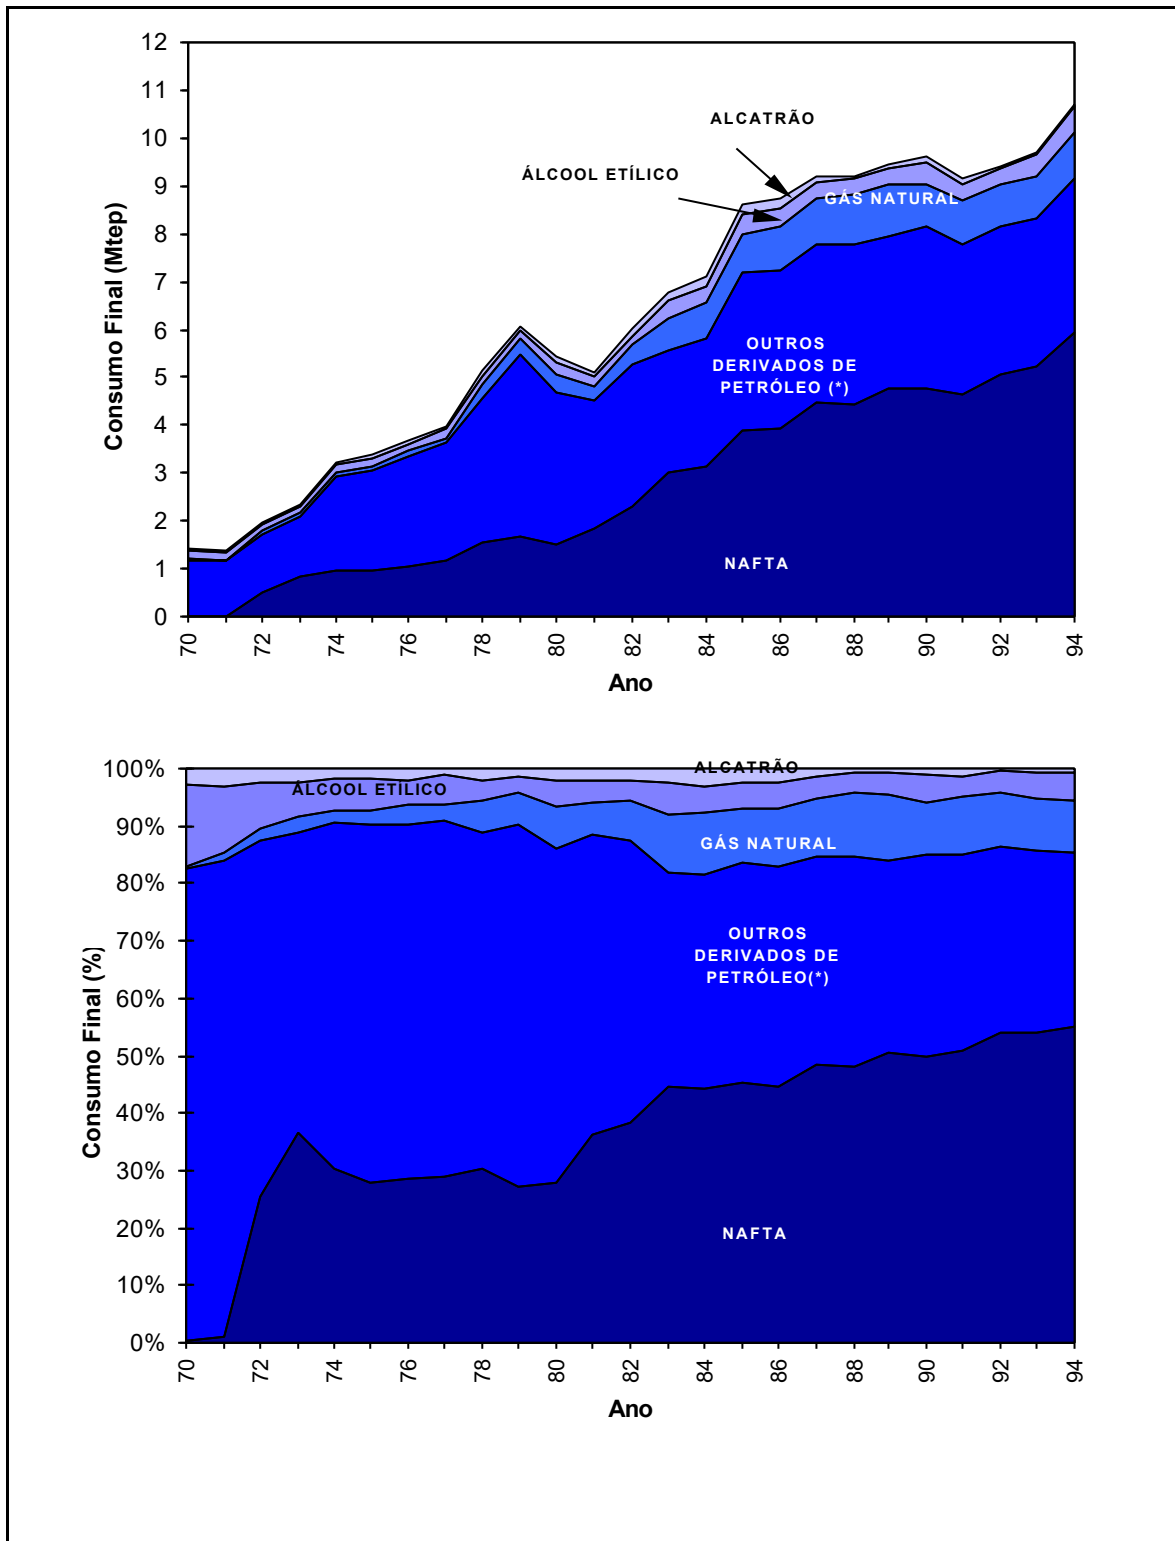 12
11
10
9
8
7
6
5
4
3
2
1
0
Consumo Final (Mtep)
ALCATRÃO
ÁLCOOL ETÍLICO
GÁS NATURAL
OUTROS
DERIVADOS DE
PETRÓLEO (*)
NAFTA
70
72
74
76
78
80
82
84
86
88
90
92
94
Ano
100%
90%
80%
70%
60%
50%
40%
30%
20%
10%
0%
Consumo Final (%)
ALCATRÃO
ÁLCOOL ETÍLICO
GÁS NATURAL
OUTROS
DERIVADOS DE
PETRÓLEO(*)
NAFTA
70
72
74
76
78
80
82
84
86
88
90
92
94
Ano